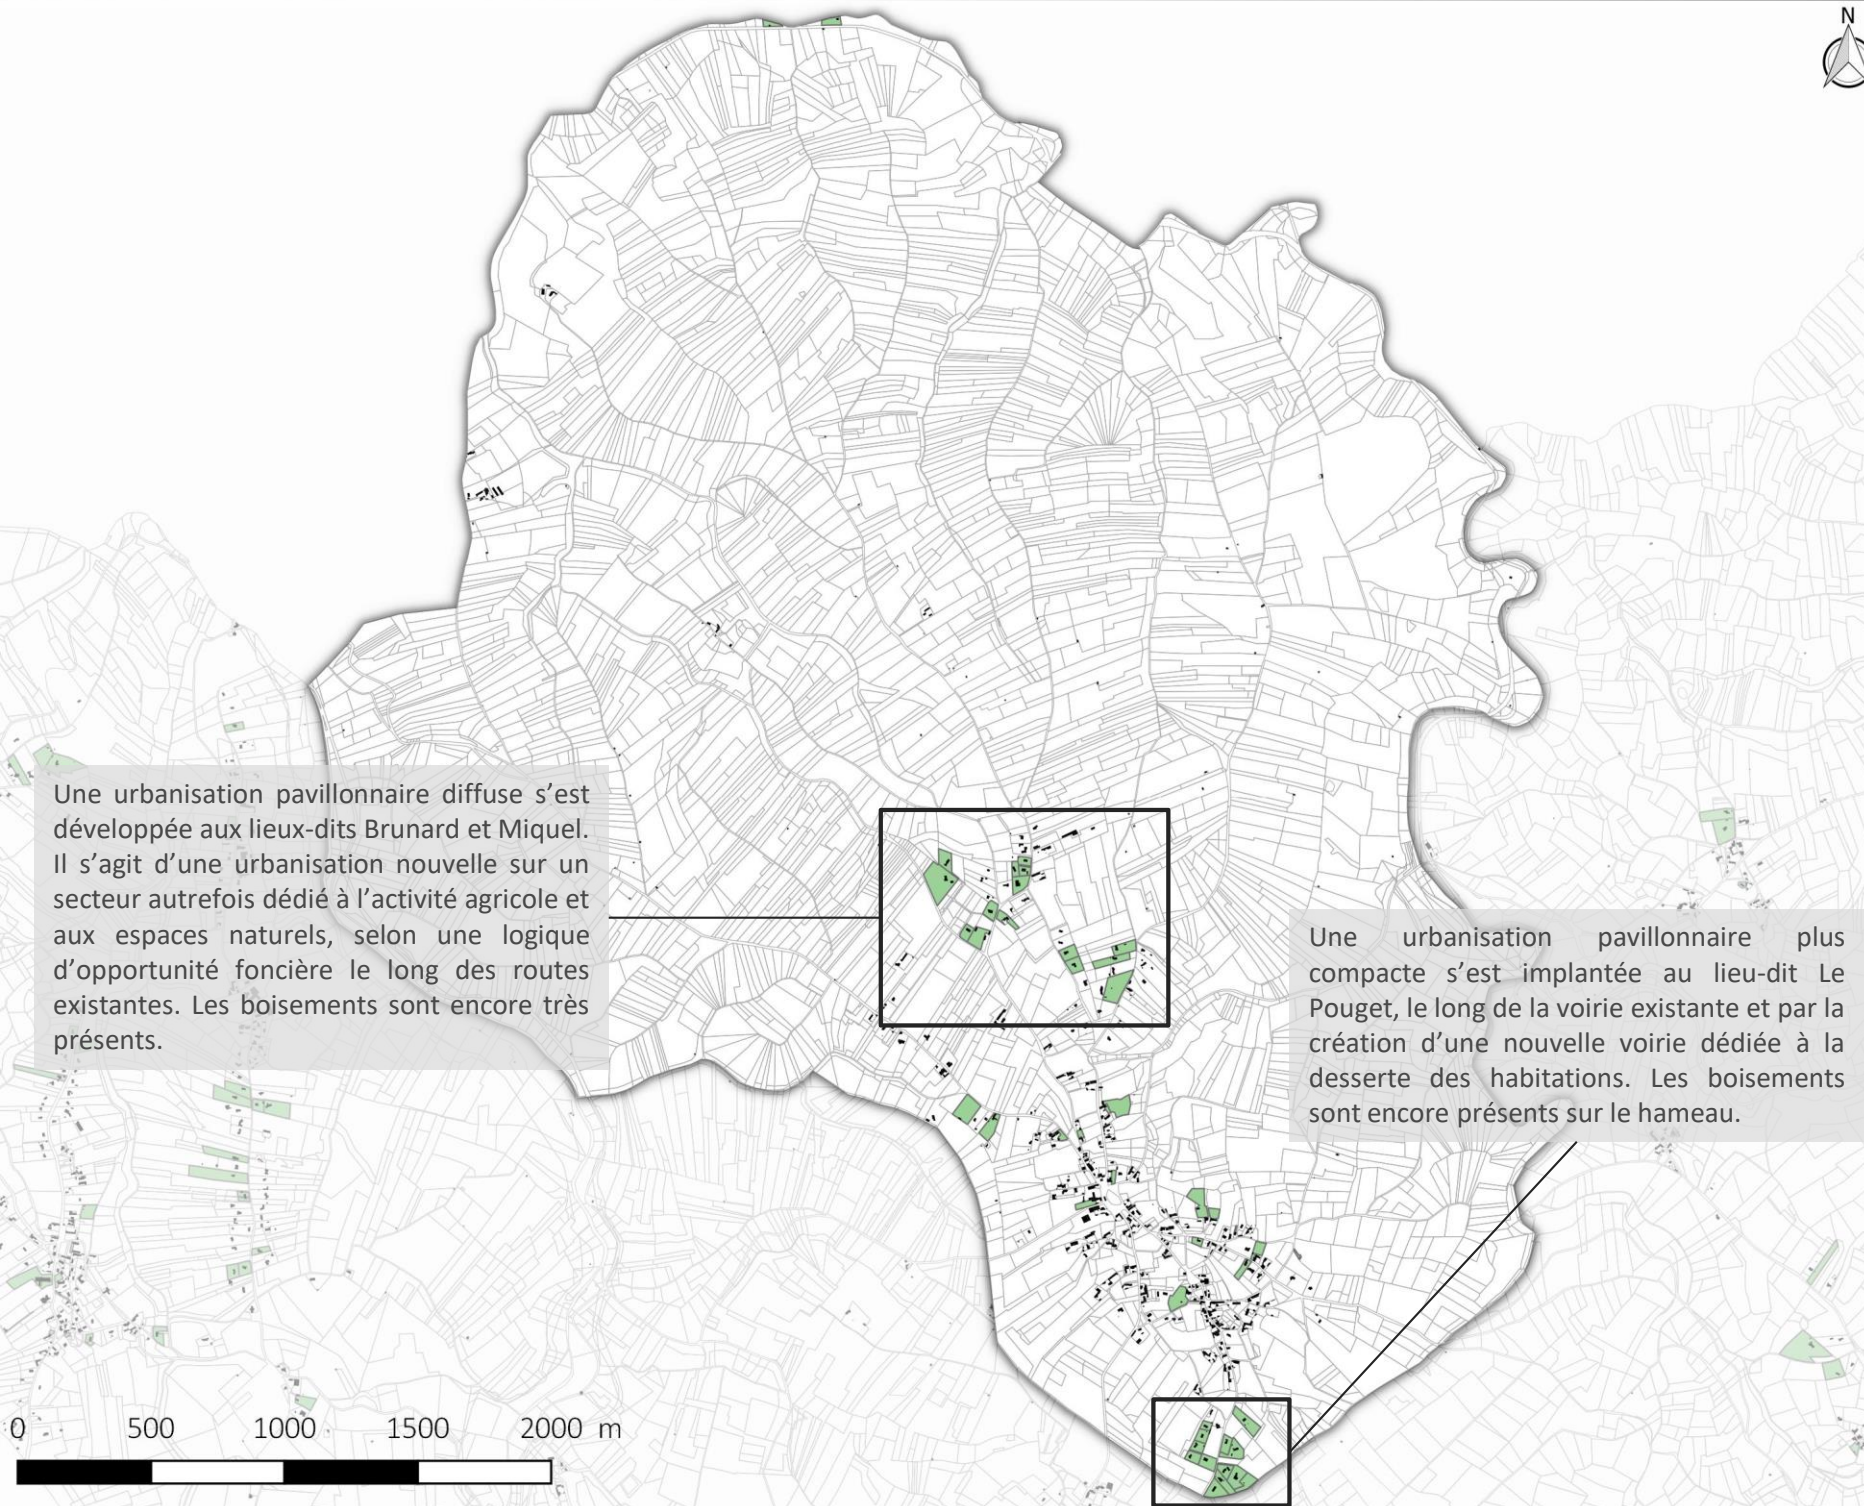 N
Une urbanisation pavillonnaire diffuse s’est
développée aux lieux-dits Brunard et Miquel.
Il s’agit d’une urbanisation nouvelle sur un
secteur autrefois dédié à l’activité agricole et
aux espaces naturels, selon une logique
d’opportunité foncière le long des routes
existantes. Les boisements sont encore très
présents.
Une urbanisation pavillonnaire plus
compacte s’est implantée au lieu-dit Le
Pouget, le long de la voirie existante et par la
création d’une nouvelle voirie dédiée à la
desserte des habitations. Les boisements
sont encore présents sur le hameau.
0 500 1000 1500 2000 m